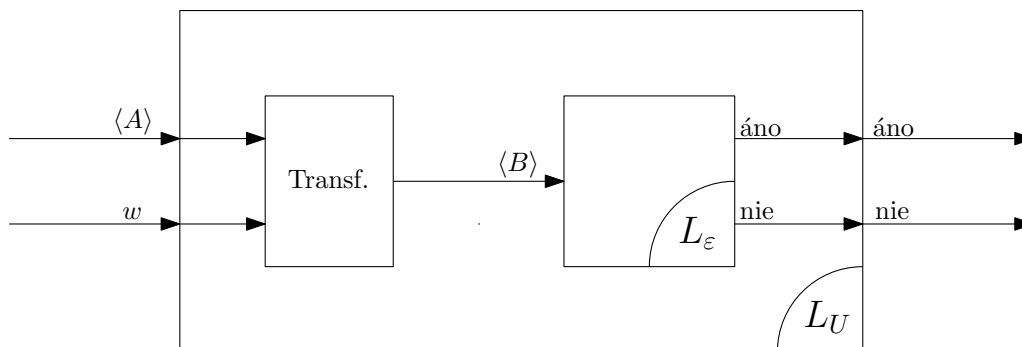 ⟨A⟩ áno áno
Transf. ⟨B⟩
w L_ε nie nie
L_U